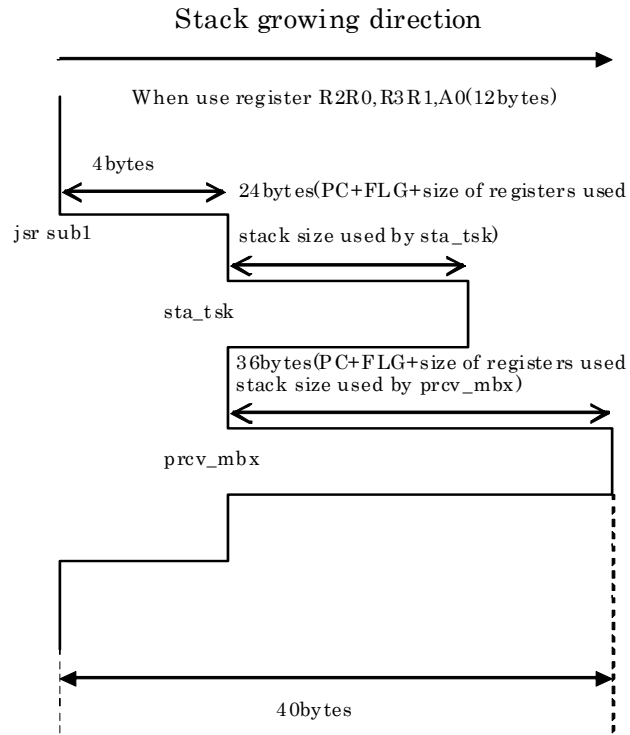 Stack growing direction
When use register R2R0,R3R1,A0(12bytes)
4bytes
24bytes(PC+FLG+size of registers used
jsr sub1
stack size used by sta_tsk)
sta_tsk
36bytes(PC+FLG+size of registers used
stack size used by prcv_mbx)
prcv_mbx
40bytes